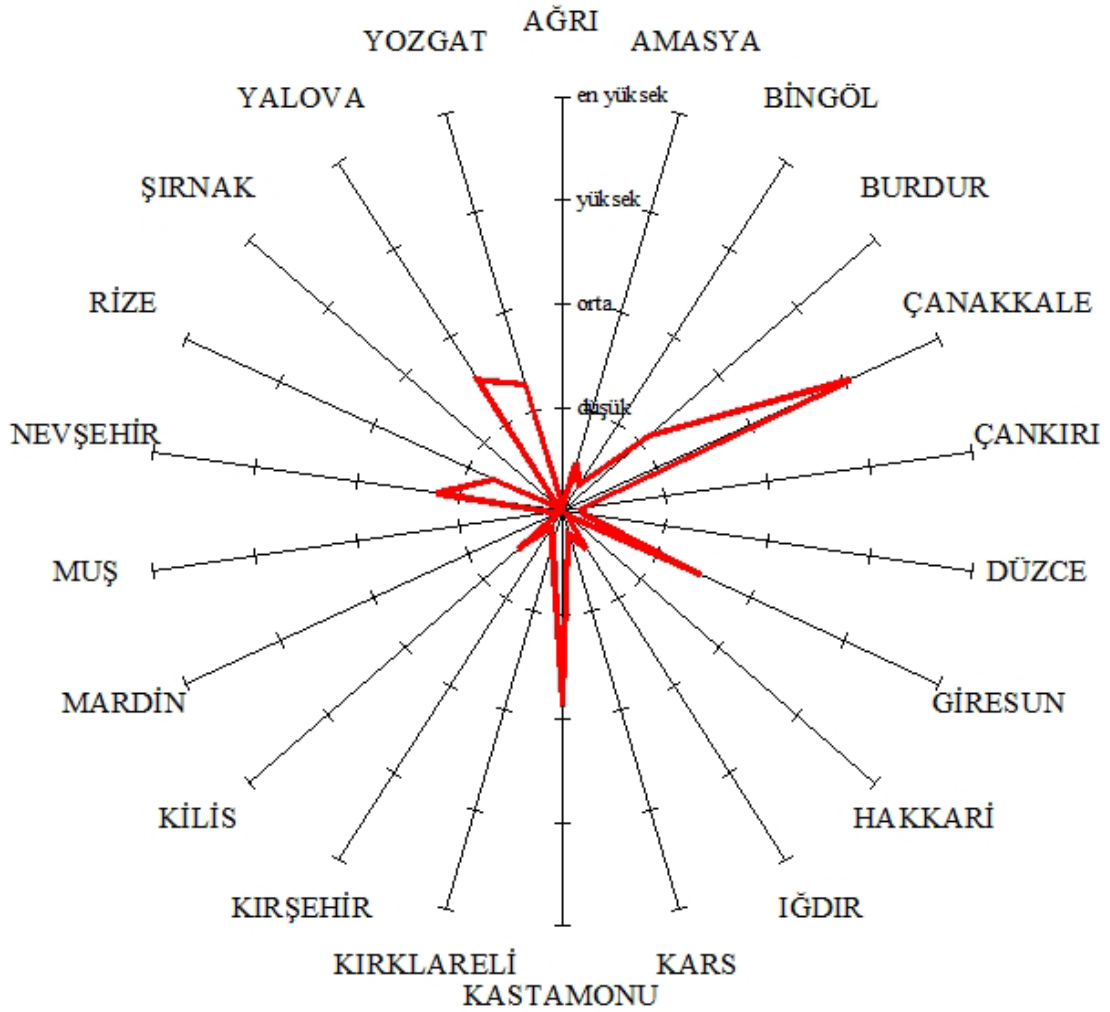 AĞRI
YOZGAT
AMASYA
YALOVA
en yüksek
BİNGÖL
ŞIRNAK
yüksek
BURDUR
RİZE
orta
ÇANAKKALE
düşük
NEVŞEHİR
ÇANKIRI
MUŞ
DÜZCE
MARDİN
GİRESUN
KİLİS
HAKKARİ
KIRŞEHİR
IĞDIR
KIRKLARELİ
KARS
KASTAMONU